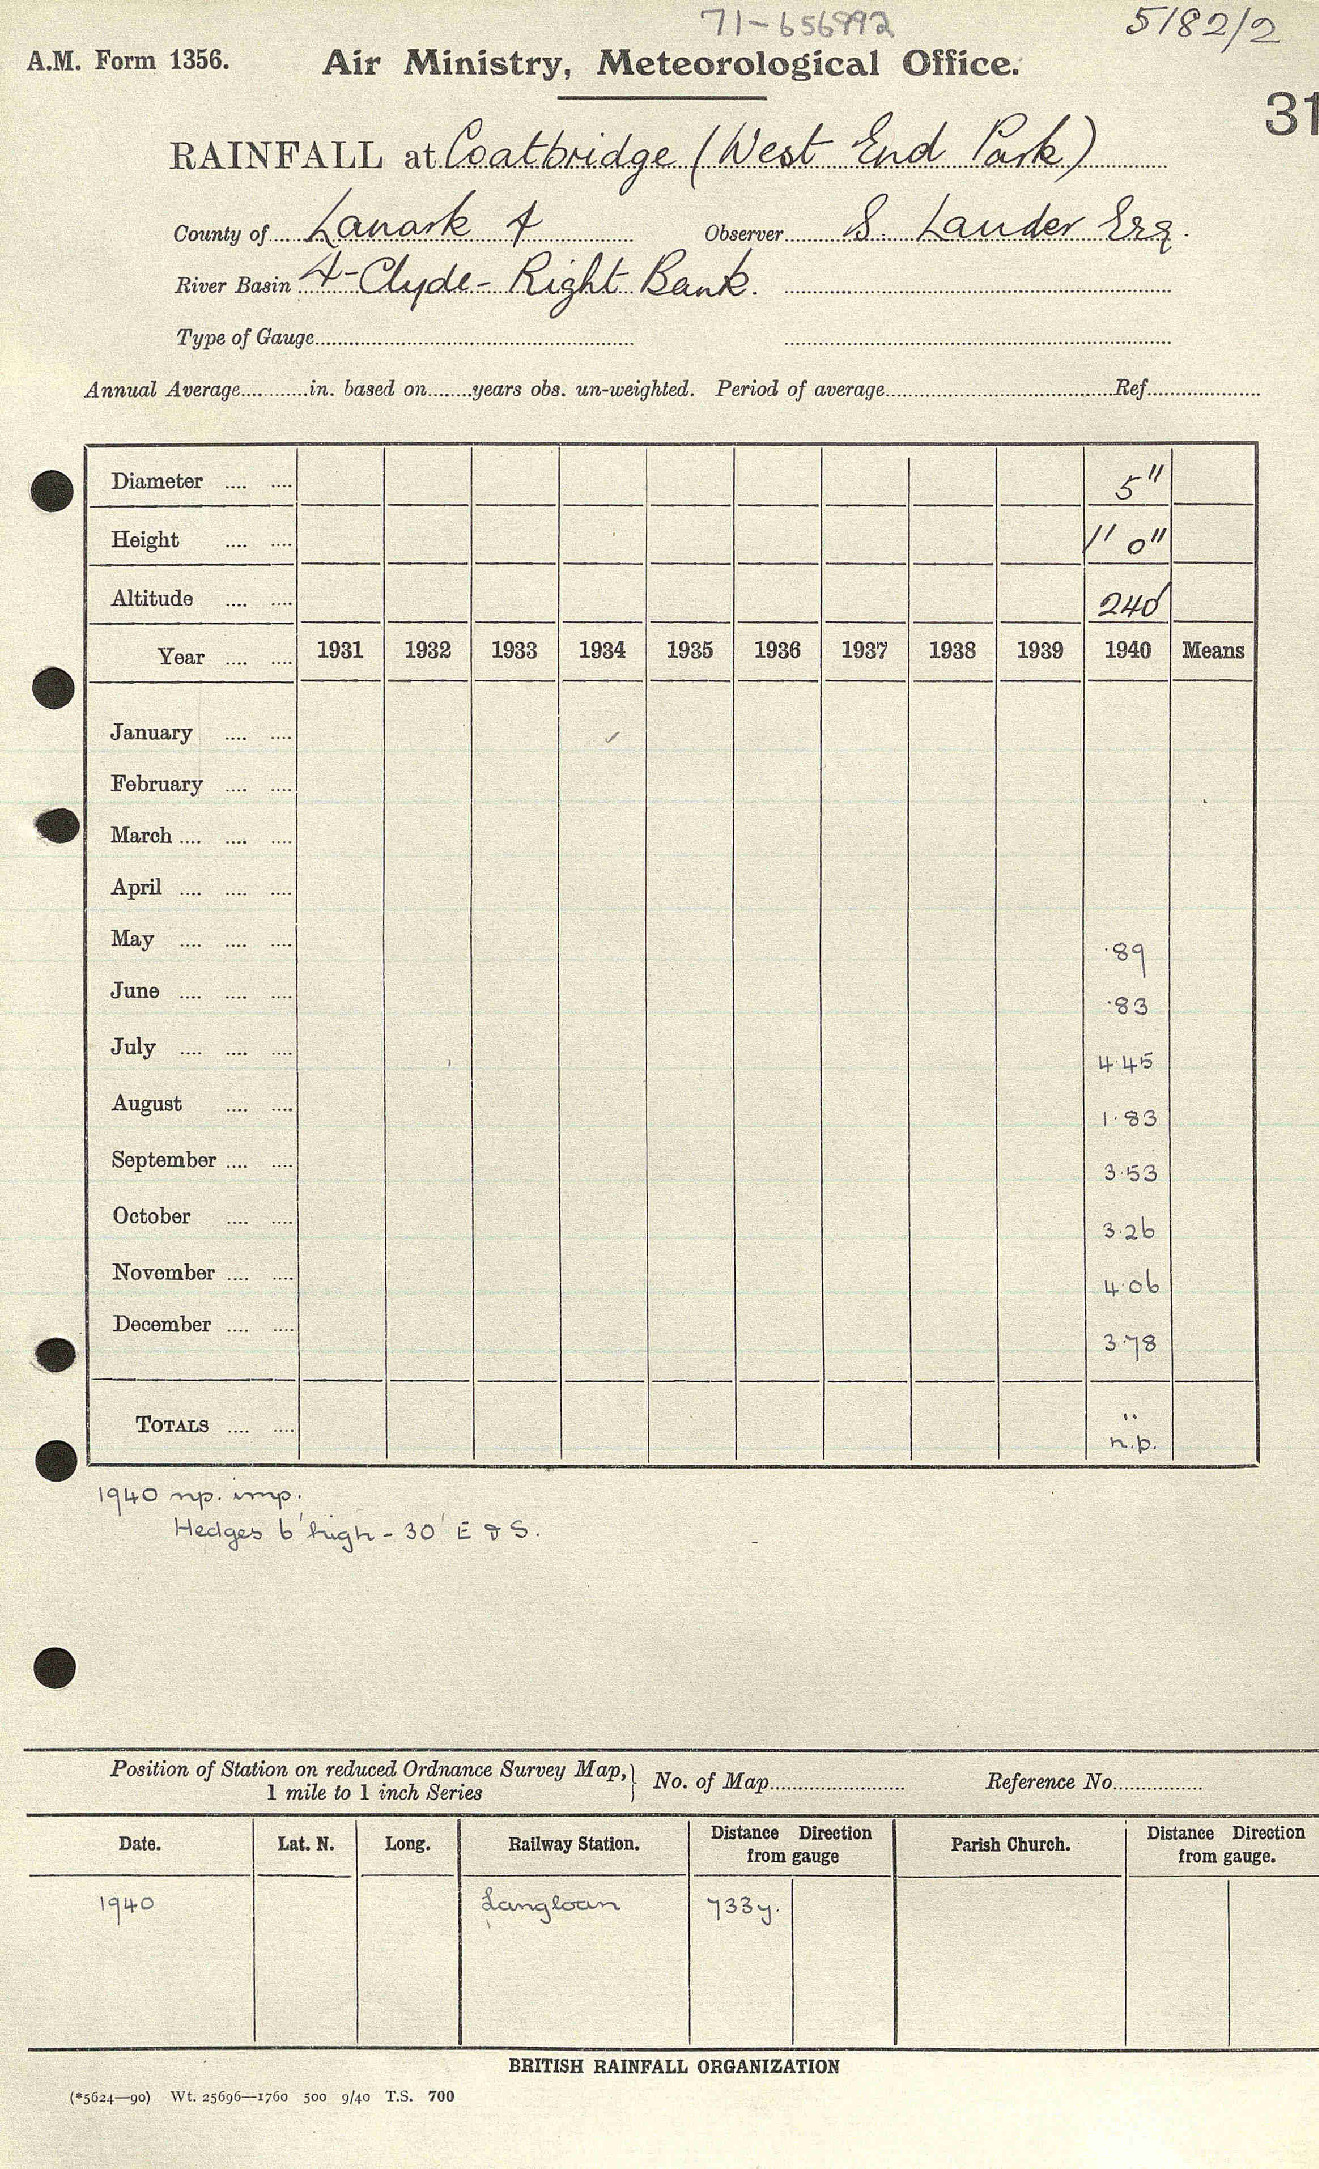 71-656992
5182/2
A.M. Form 1356.
Air Ministry, Meteorological Office.
31
RAINFALL at Coatbridge (West End Park)
County of Lanark 4 Observer S. Lauder Esq.
River Basin 4-Clyde-Right Bank.
Type of Gauge
Annual Average in. based on years obs. un-weighted. Period of average Ref
Diameter 5"
Height 1' 0"
Altitude 240'
Year 1931 1932 1933 1934 1935 1936 1937 1938 1939 1940 Means
January
February
March
April
May ·89
June ·83
July 4·45
August 1·83
September 3·53
October 3·26
November 4·06
December 3·78
TOTALS ..
n.p.
1940 np. imp.
Hedges 6' high - 30' E & S.
Position of Station on reduced Ordnance Survey Map, 1 mile to 1 inch Series } No. of Map Reference No
Date. Lat. N. Long. Railway Station. Distance Direction from gauge Parish Church. Distance Direction from gauge.
1940 Langloan 733y.
BRITISH RAINFALL ORGANIZATION
(*5624—90) Wt. 25696—1760 500 9/40 T.S. 700